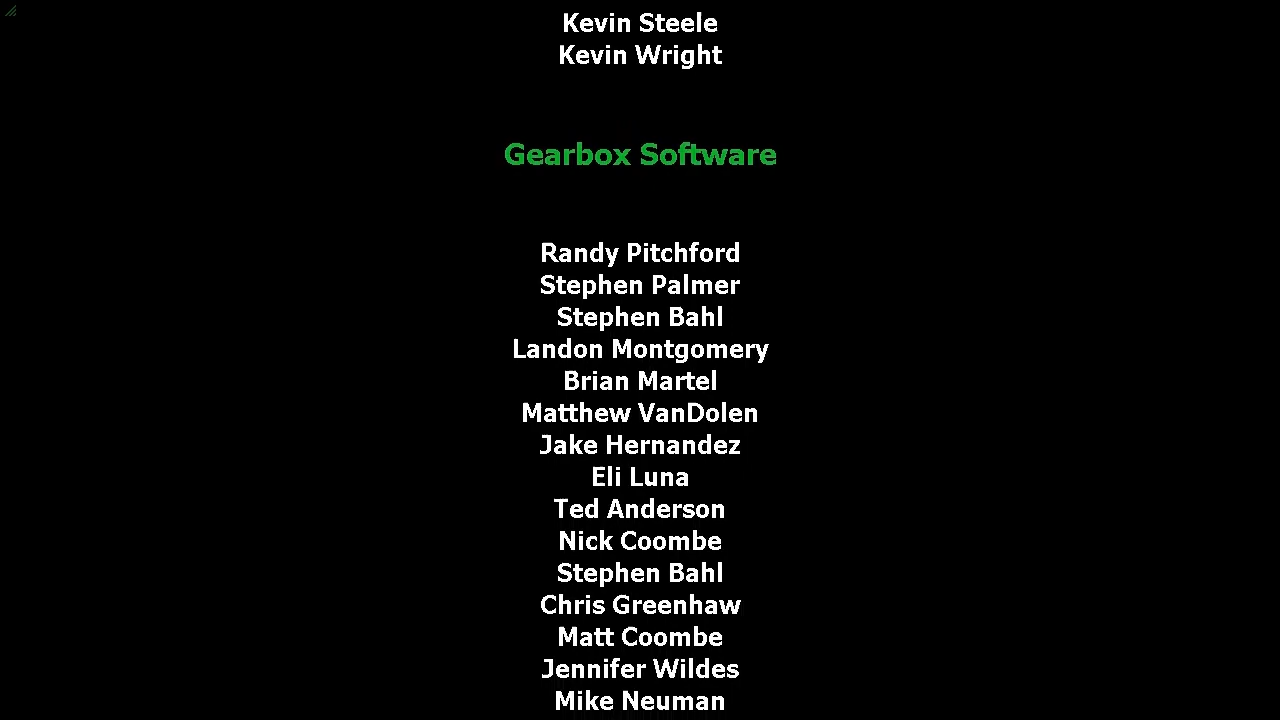 Kevin Steele
Kevin Wright
Gearbox Software
Randy Pitchford
Stephen Palmer
Stephen Bahl
Landon Montgomery
Brian Martel
Matthew VanDolen
Jake Hernandez
Eli Luna
Ted Anderson
Nick Coombe
Stephen Bahl
Chris Greenhaw
Matt Coombe
Jennifer Wildes
Mike Neuman